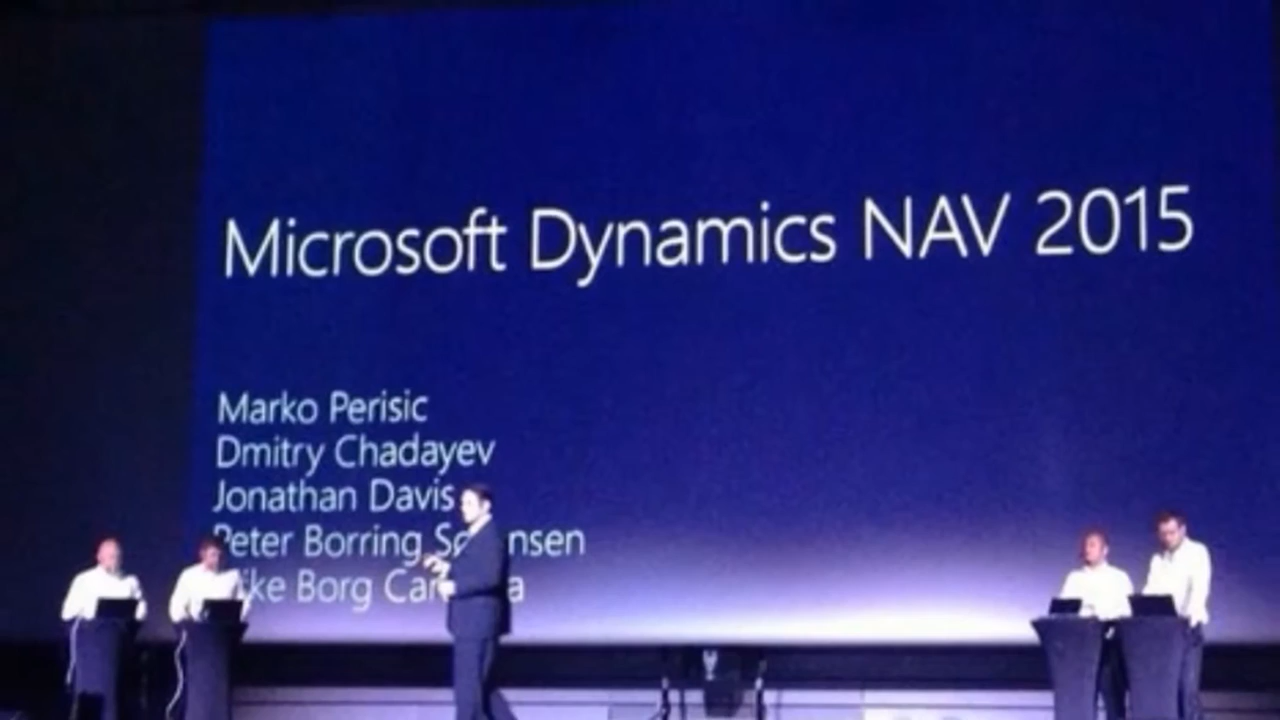 Microsoft Dynamics NAV 2015
Marko Perisic
Dmitry Chadayev
Jonathan Davis
Peter Borring
Borg